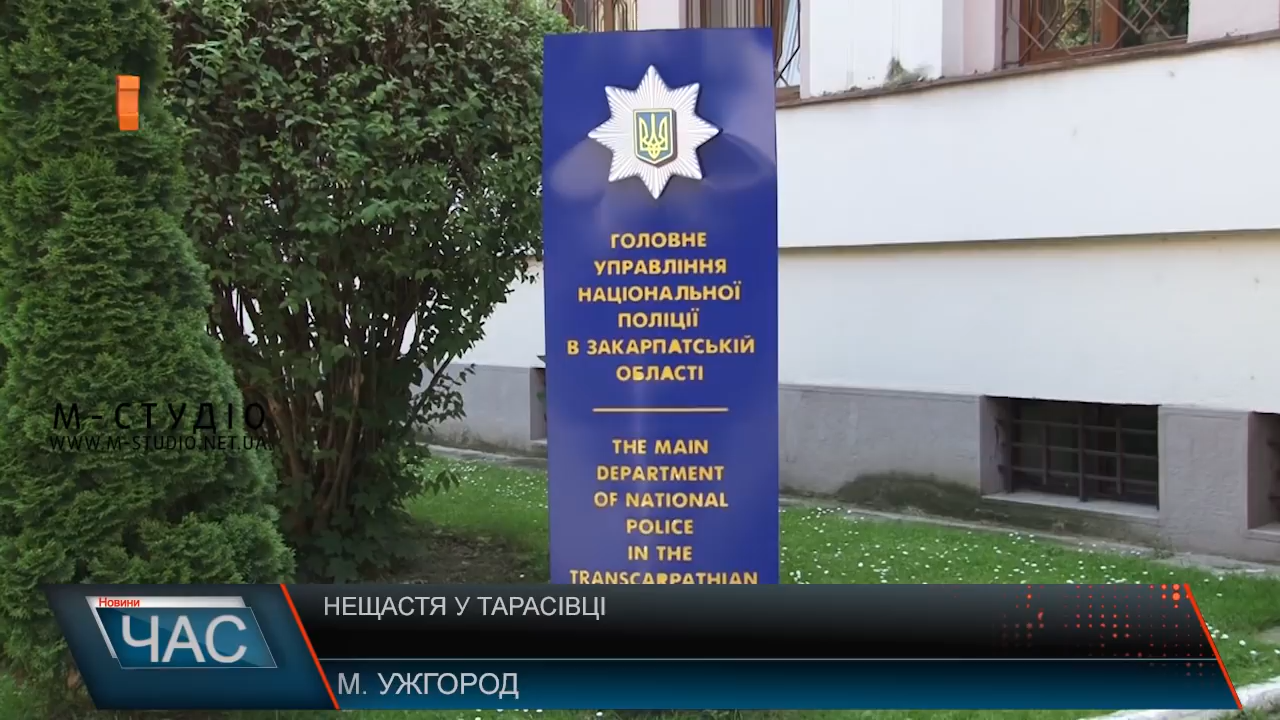 ГОЛОВНЕ
УПРАВЛІННЯ
НАЦІОНАЛЬНОЇ
ПОЛІЦІЇ
В ЗАКАРПАТСЬКІЙ
ОБЛАСТІ
THE MAIN
DEPARTMENT
OF NATIONAL
POLICE
IN THE
TRANSCARPATHIAN
М-СТУДІО
WWW.M-STUDIO.NET.UA
Новини
ЧАС
НЕЩАСТЯ У ТАРАСІВЦІ
М. УЖГОРОД